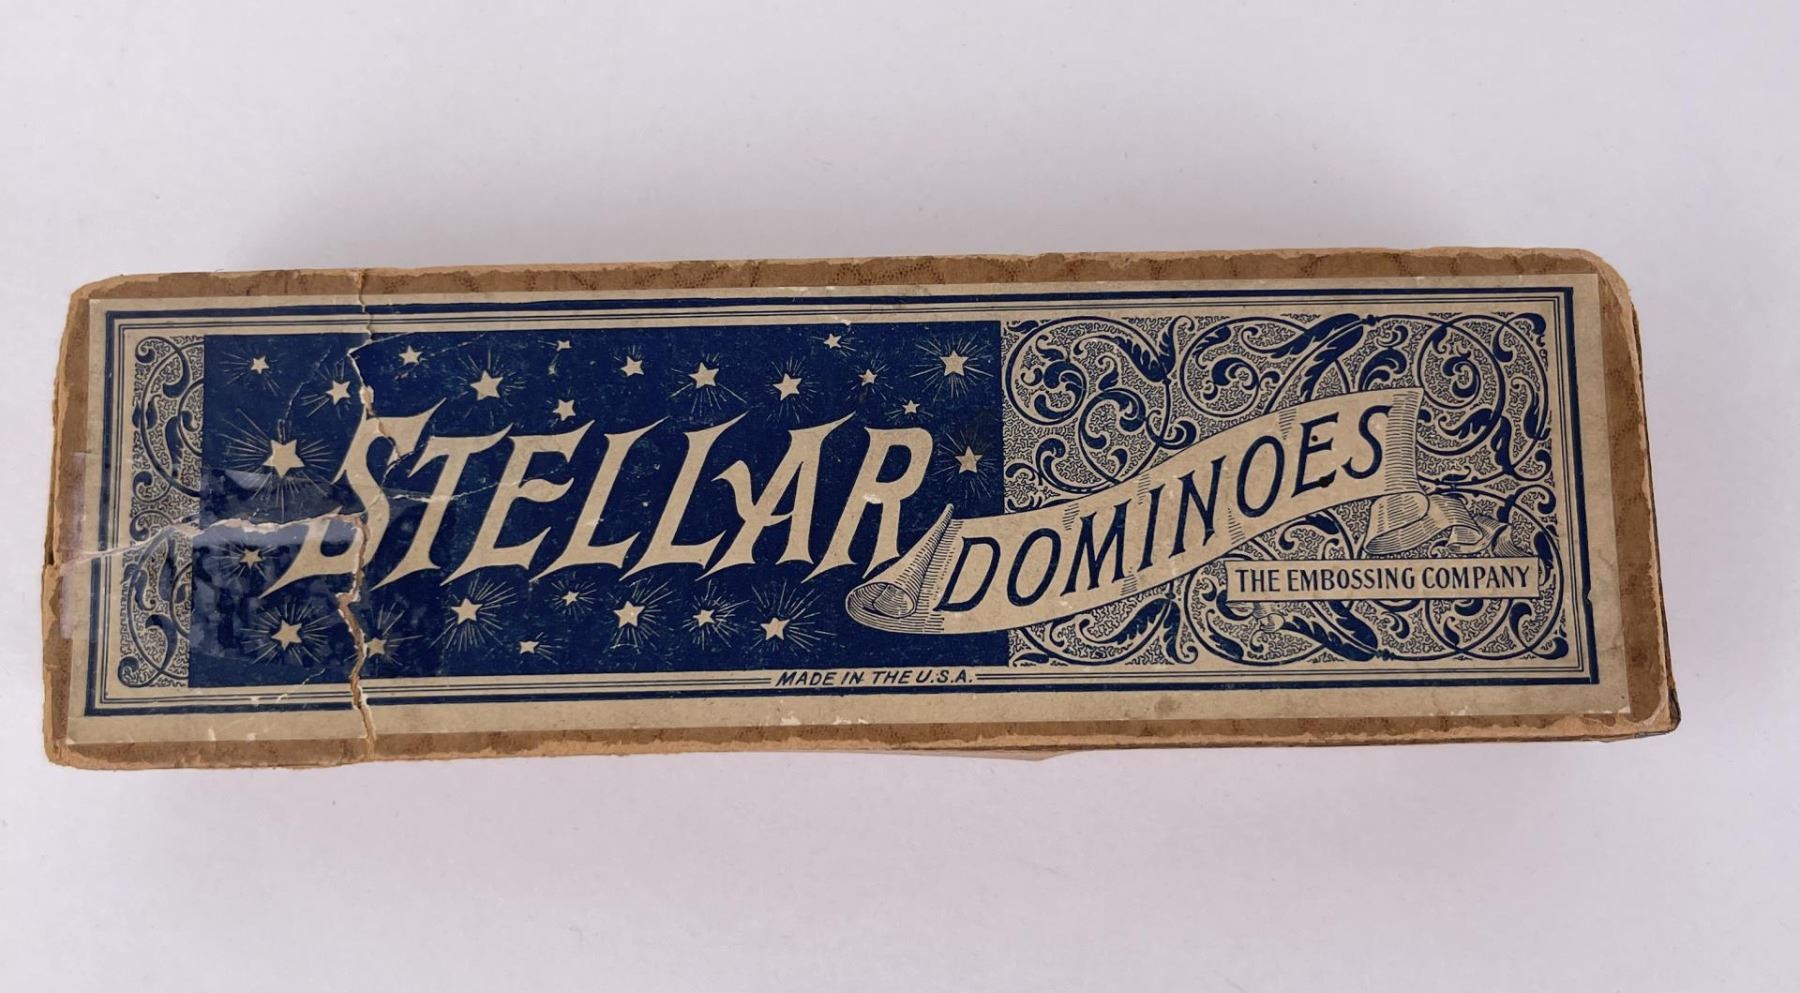 STELLAR
DOMINOES
THE EMBOSSING COMPANY
MADE IN THE U.S.A.